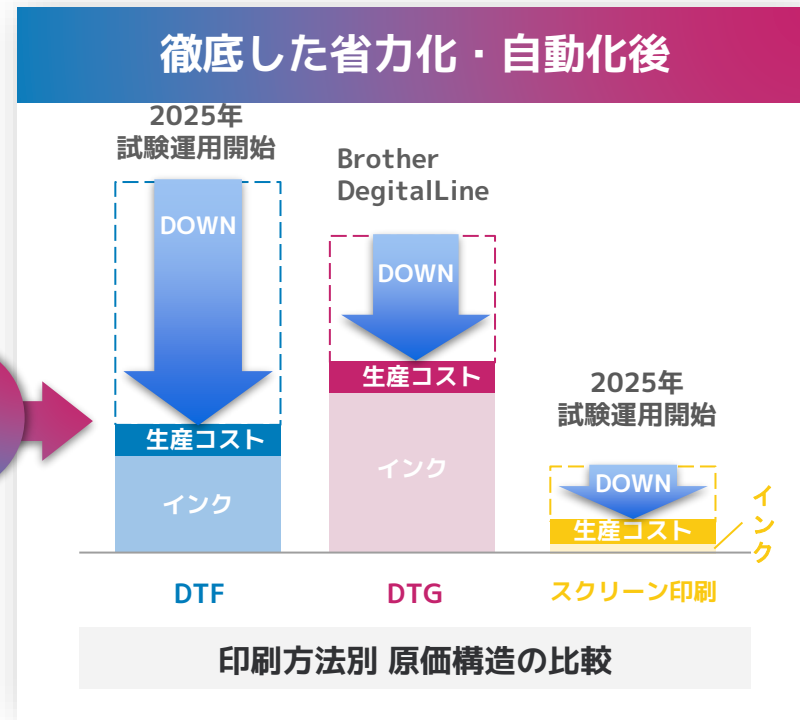 徹底した省力化・自動化後
2025年
試験運用開始
DOWN
生産コスト
インク
DTF
Brother
DegitalLine
DOWN
生産コスト
インク
DTG
2025年
試験運用開始
DOWN
生産コスト
インク
スクリーン印刷
印刷方法別 原価構造の比較